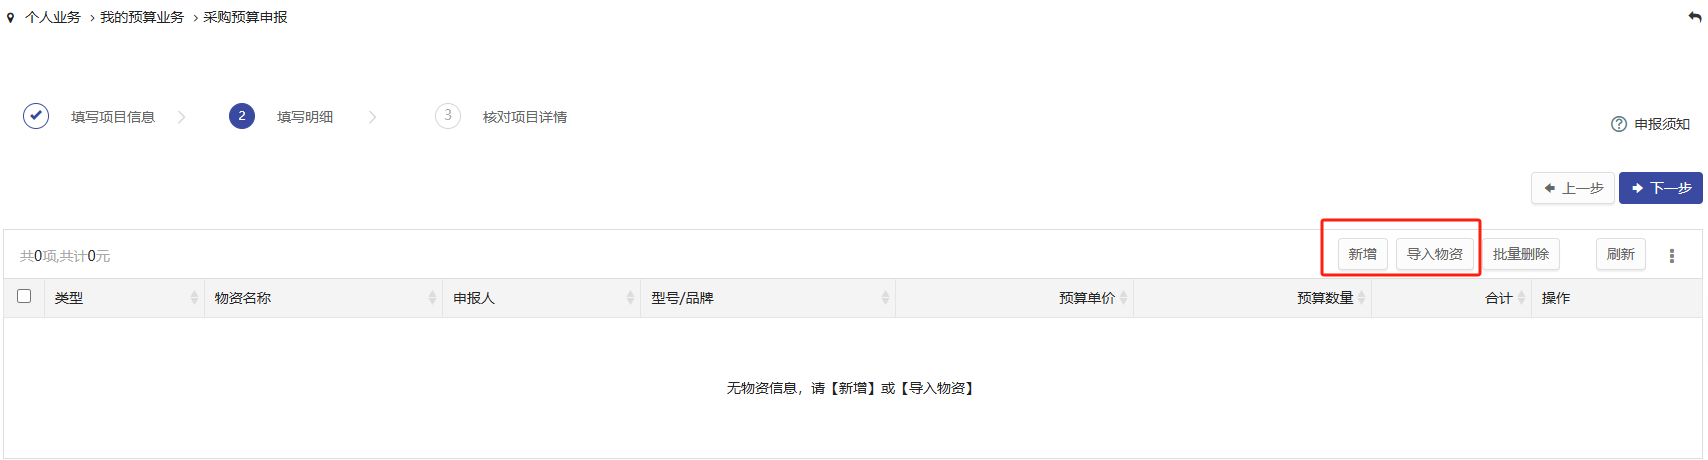 个人业务 > 我的预算业务 > 采购预算申报
填写项目信息 > 2 填写明细 > 3 核对项目详情
申报须知
上一步 下一步
共0项,共计0元 新增 导入物资 批量删除 刷新
类型 物资名称 申报人 型号/品牌 预算单价 预算数量 合计 操作
无物资信息，请【新增】或【导入物资】